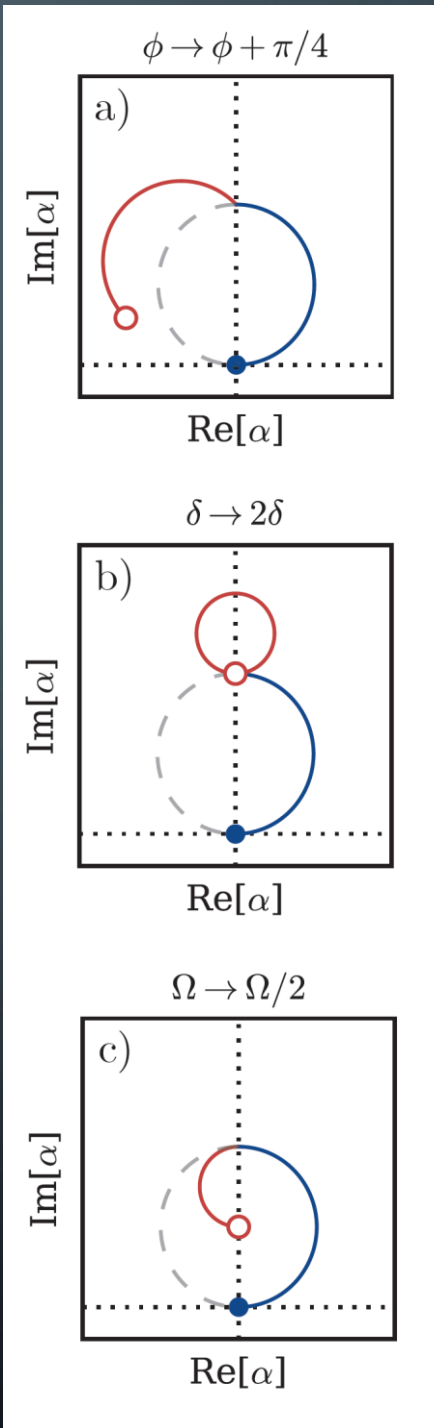 ϕ → ϕ + π/4
a)
Im[α]
Re[α]
δ → 2δ
b)
Im[α]
Re[α]
Ω → Ω/2
c)
Im[α]
Re[α]